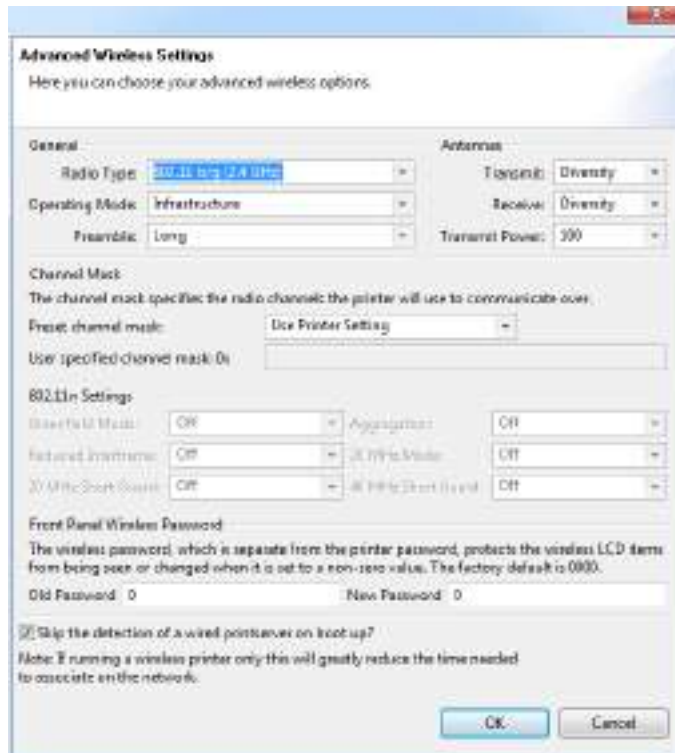 Advanced Wireless Settings
Here you can choose your advanced wireless options.
General
Antennas
Radio Type: 802.11 b/g (2.4 GHz)
Transmit: Diversity
Operating Mode: Infrastructure
Receive: Diversity
Preamble: Long
Transmit Power: 100
Channel Mask
The channel mask specifies the radio channels the printer will use to communicate over.
Preset channel mask: Use Printer Setting
User specified channel mask: 0x
802.11n Settings
Greenfield Mode: Off
Aggregation: Off
Reduced Interframe: Off
Off
20 MHz Short Guard: Off
40 MHz Short Guard: Off
Front Panel Wireless Password
The wireless password, which is separate from the printer password, protects the wireless LCD items
from being seen or changed when it is set to a non-zero value. The factory default is 0000.
Old Password 0
New Password 0
Skip the detection of a wired printserver on boot up?
Note: If running a wireless printer only this will greatly reduce the time needed
to associate on the network.
OK
Cancel